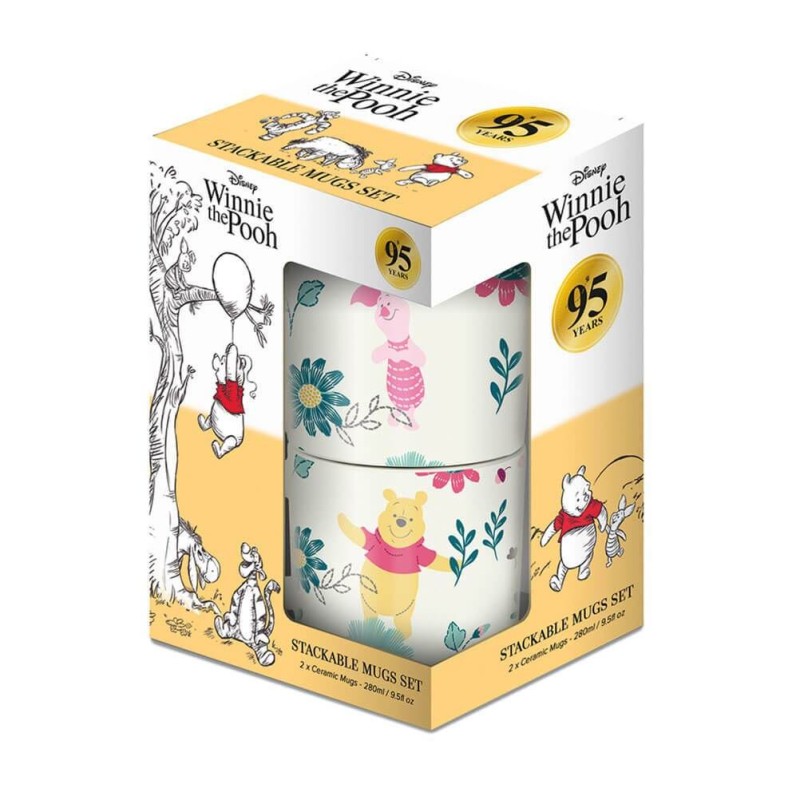 Disney
Winnie
the Pooh
95
YEARS
STACKABLE MUGS SET
Disney
Winnie
the Pooh
95
YEARS
STACKABLE MUGS SET
2 x Ceramic Mugs - 280ml / 9.5fl oz
Disney
Winnie
the Pooh
95
YEARS
STACKABLE MUGS SET
2 x Ceramic Mugs - 280ml / 9.5fl oz